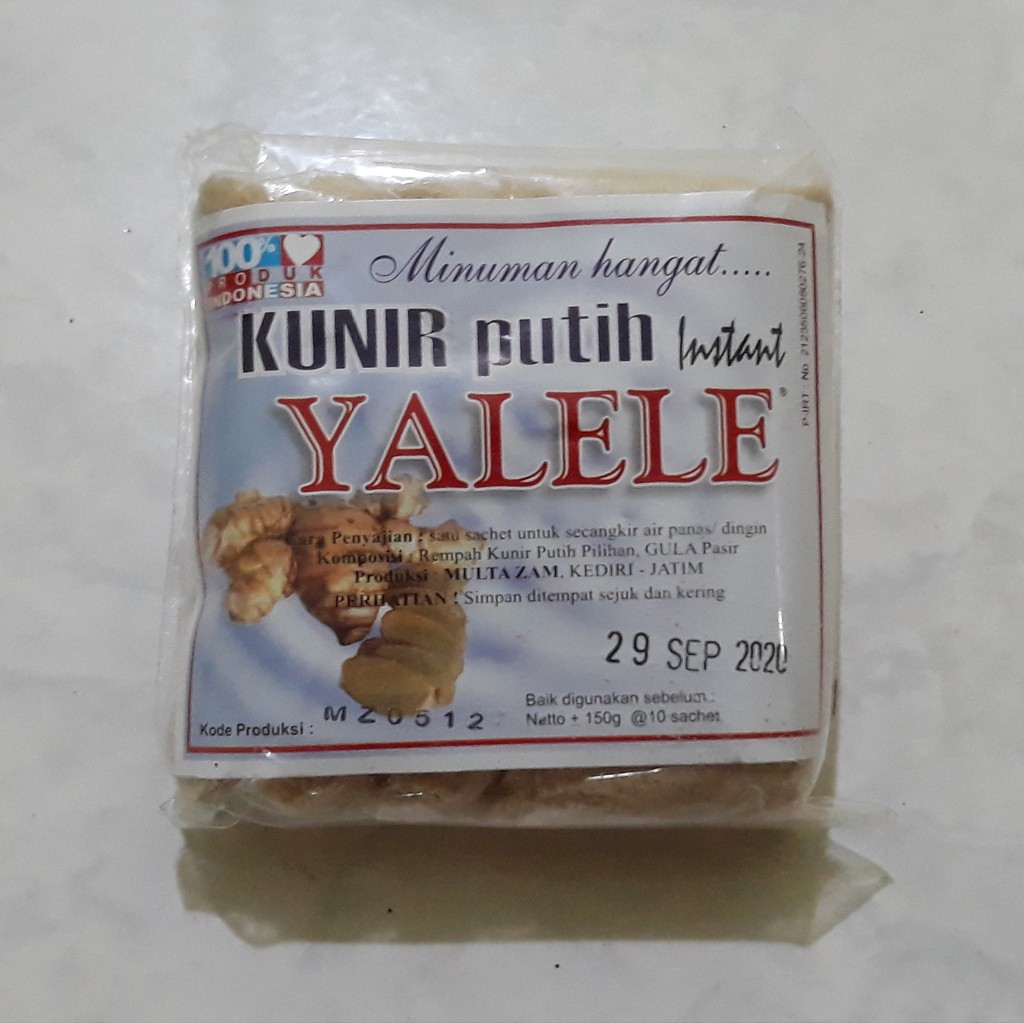 100%
PRODUK
INDONESIA
Minuman hangat.....
KUNIR putih Instant
YALELE®
Cara Penyajian : satu sachet untuk secangkir air panas/ dingin
Komposisi : Rempah Kunir Putih Pilihan, GULA Pasir
Produksi : MULTA ZAM, KEDIRI - JATIM
PERHATIAN ! Simpan ditempat sejuk dan kering
29 SEP 2020
Baik digunakan sebelum :
Netto + 150g @10 sachet
Kode Produksi : MZ0512
P-IRT : No.